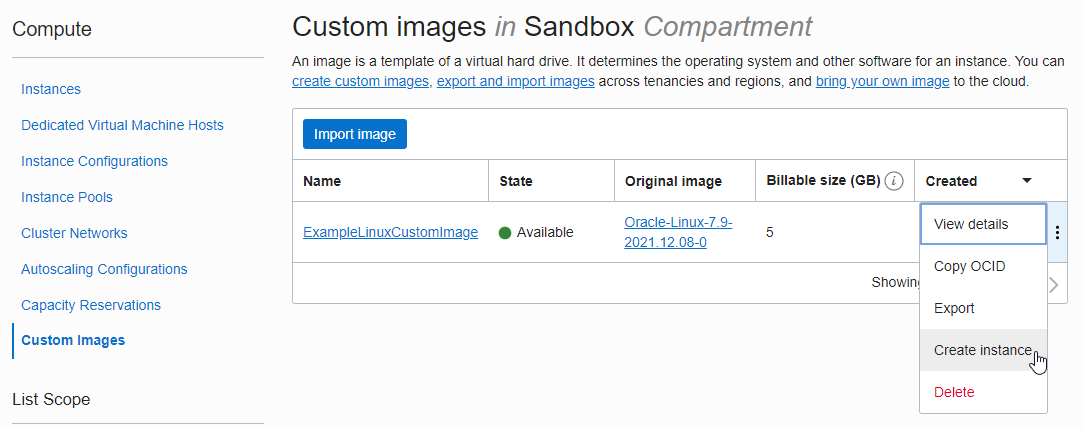 Compute
Instances
Dedicated Virtual Machine Hosts
Instance Configurations
Instance Pools
Cluster Networks
Autoscaling Configurations
Capacity Reservations
Custom Images
List Scope
Custom images in Sandbox Compartment
An image is a template of a virtual hard drive. It determines the operating system and other software for an instance. You can
create custom images, export and import images across tenancies and regions, and bring your own image to the cloud.
Import image
Name State Original image Billable size (GB) i Created
ExampleLinuxCustomImage Available Oracle-Linux-7.9-
2021.12.08-0 5
View details
Copy OCID
Export
Create instance
Delete